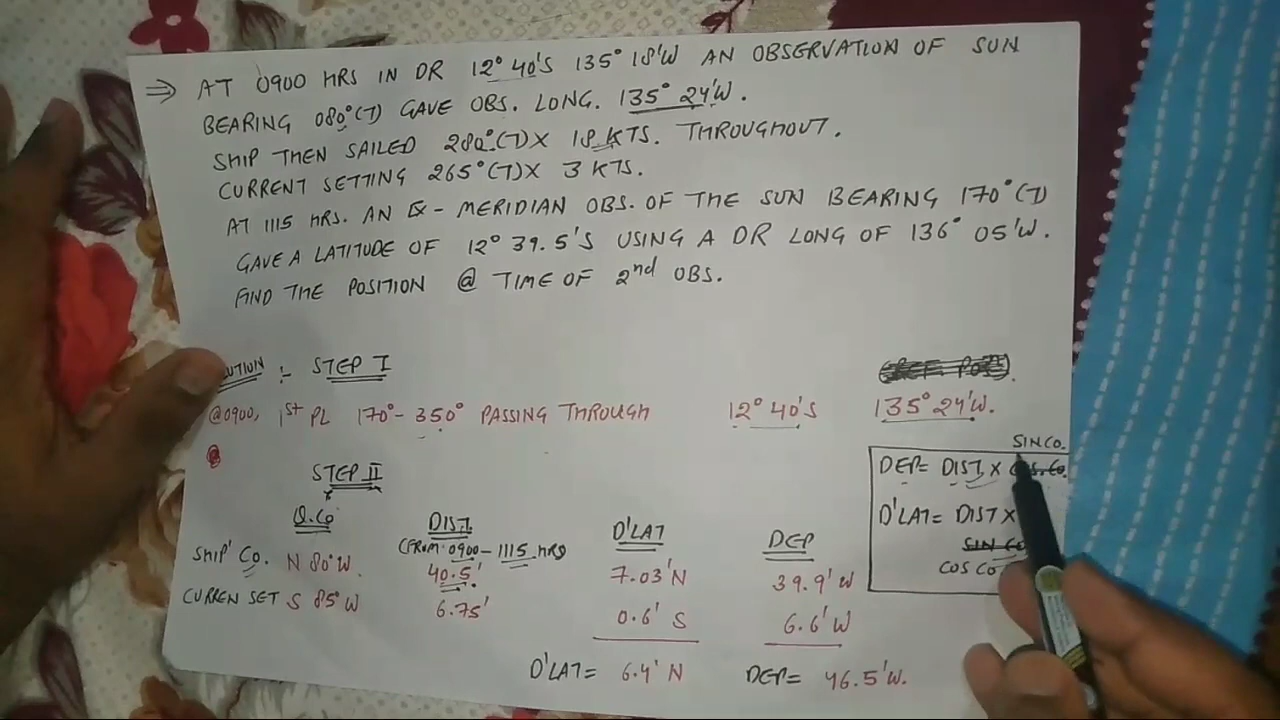 ⇒ AT 0900 HRS IN DR 12° 40'S 135° 18'W AN OBSERVATION OF SUN
BEARING 080°(T) GAVE OBS. LONG. 135° 24'W.
SHIP THEN SAILED 280°(T) X 18 KTS. THROUGHOUT.
CURRENT SETTING 265°(T) X 3 KTS.
AT 1115 HRS. AN EX-MERIDIAN OBS. OF THE SUN BEARING 170°(T)
GAVE A LATITUDE OF 12° 39.5'S USING A DR LONG OF 136° 05'W.
FIND THE POSITION @ TIME OF 2nd OBS.
UTION :- STEP I
@0900, 1st PL 170°-350° PASSING THROUGH 12° 40'S 135° 24'W.
SIN CO.
DEP= DIST X
D'LAT= DIST X
SIN CO
COS CO
STEP II
Q.Co DIST. D'LAT DEP
(FROM 0900-1115 HRS)
SHIP' Co. N 80° W. 40.5' 7.03'N 39.9' W
CURREN SET S 85° W 6.75' 0.6' S 6.6' W
D'LAT= 6.4' N DEP= 46.5'W.